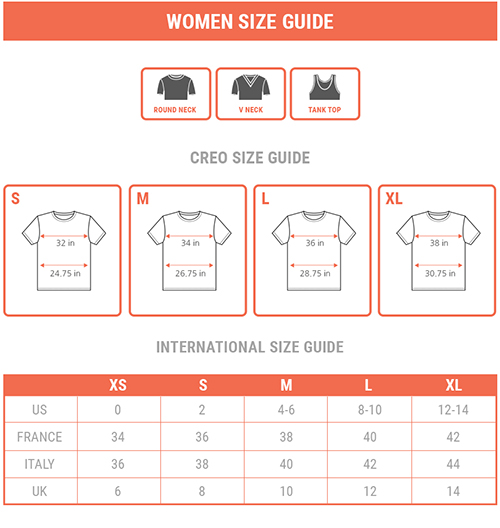 WOMEN SIZE GUIDE
ROUND NECK V NECK TANK TOP
CREO SIZE GUIDE
S M L XL
32 in 34 in 36 in 38 in
24.75 in 26.75 in 28.75 in 30.75 in
INTERNATIONAL SIZE GUIDE
XS S M L XL
US 0 2 4-6 8-10 12-14
FRANCE 34 36 38 40 42
ITALY 36 38 40 42 44
UK 6 8 10 12 14